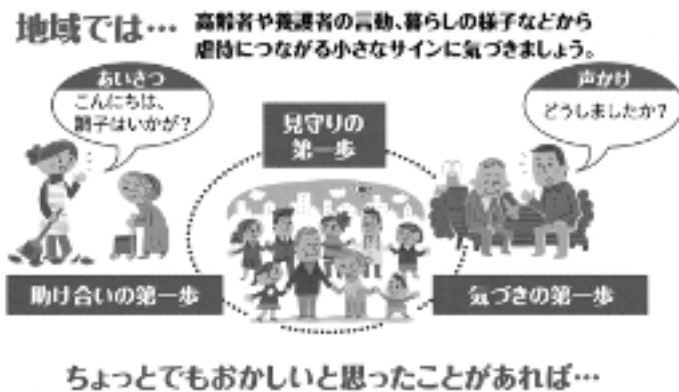 地域では…
高齢者や養護者の言動、暮らしの様子などから
虐待につながる小さなサインに気づきましょう。
あいさつ
こんにちは、
調子はいかが？
声かけ
どうしましたか？
見守りの
第一歩
助け合いの第一歩
気づきの第一歩
ちょっとでもおかしいと思ったことがあれば…